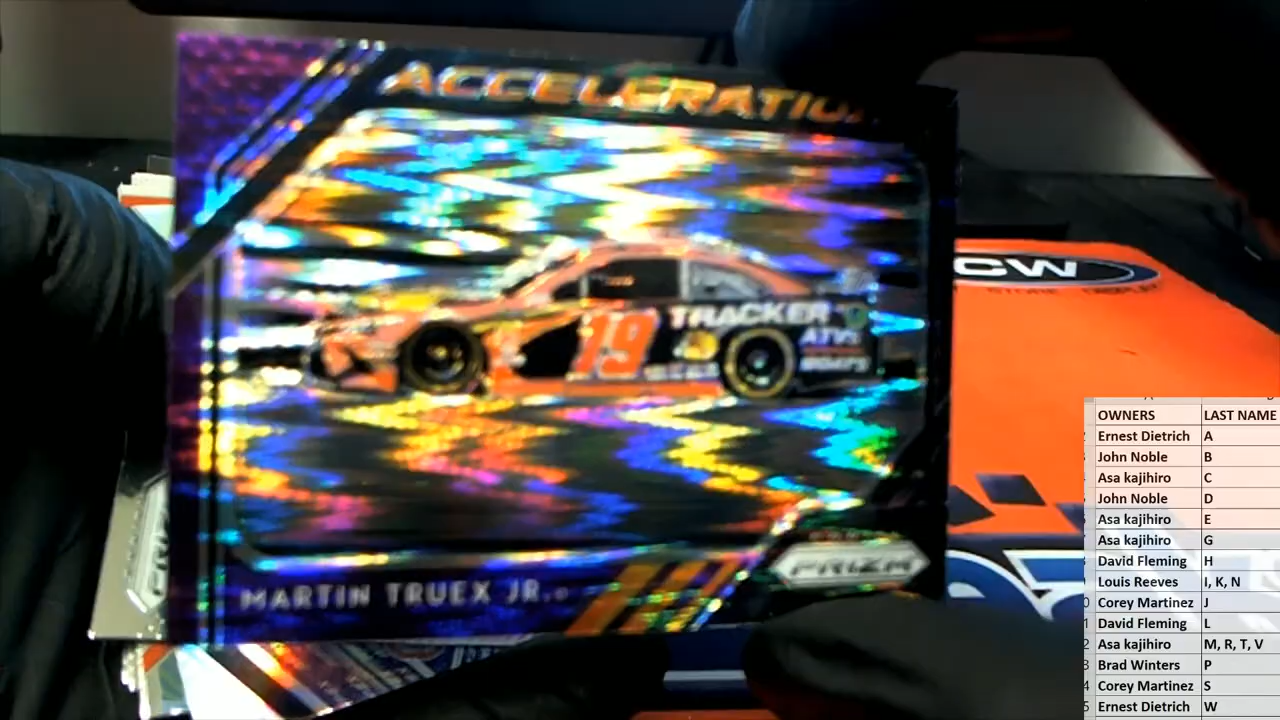 ACCELERATIO
19
TRACKER
ATVS
BOATS
MARTIN TRUEX JR.
PRIZM
CW
OWNERS LAST NAME
Ernest Dietrich A
John Noble B
Asa kajihiro C
John Noble D
Asa kajihiro E
Asa kajihiro G
David Fleming H
Louis Reeves I, K, N
Corey Martinez J
David Fleming L
Asa kajihiro M, R, T, V
Brad Winters P
Corey Martinez S
Ernest Dietrich W